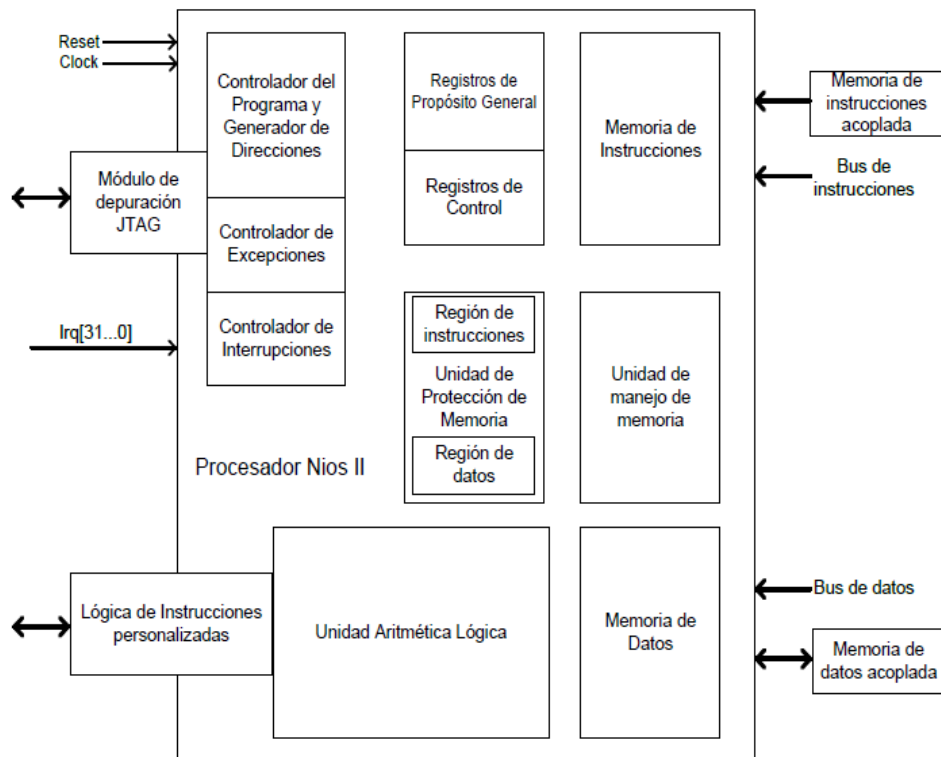 Reset
Clock
Controlador del
Programa y
Generador de
Direcciones
Registros de
Propósito General
Memoria de
Instrucciones
Memoria de
instrucciones
acoplada
Bus de
instrucciones
Módulo de
depuración
JTAG
Registros de
Control
Controlador de
Excepciones
Irq[31...0]
Controlador de
Interrupciones
Región de
instrucciones
Unidad de
Protección de
Memoria
Región de
datos
Unidad de
manejo de
memoria
Procesador Nios II
Lógica de Instrucciones
personalizadas
Unidad Aritmética Lógica
Memoria de
Datos
Bus de datos
Memoria de
datos acoplada